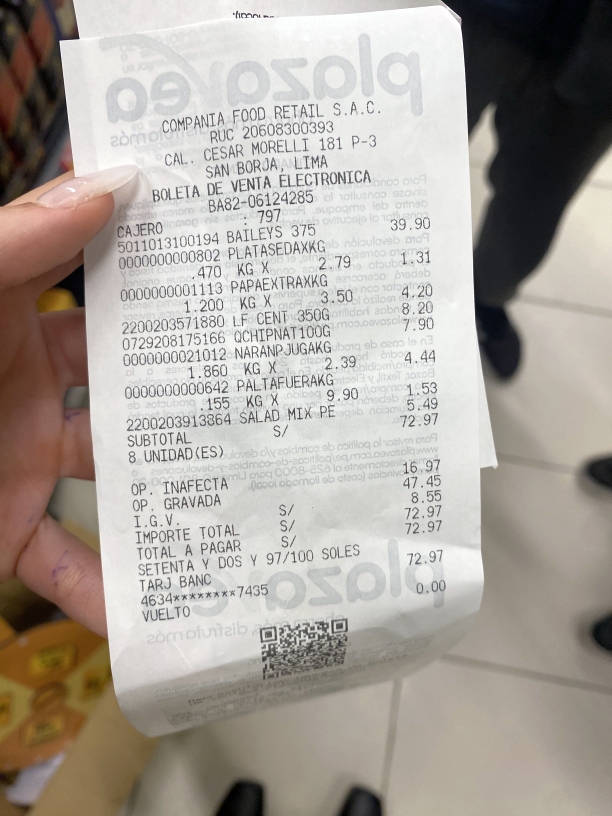 COMPANIA FOOD RETAIL S.A.C.
RUC 20608300393
CAL. CESAR MORELLI 181 P-3
SAN BORJA, LIMA
BOLETA DE VENTA ELECTRONICA
BA82-06124285
CAJERO : 797
5011013100194 BAILEYS 375 39.90
0000000000802 PLATASEDAXKG
.470 KG X 2.79 1.31
0000000001113 PAPAEXTRAXKG
1.200 KG X 3.50 4.20
2200203571880 LF CENT 350G 8.20
0729208175166 QCHIPNAT100G 7.90
0000000021012 NARANPJUGAKG
1.860 KG X 2.39 4.44
0000000000642 PALTAFUERAKG
.155 KG X 9.90 1.53
2200203913864 SALAD MIX PE 5.49
SUBTOTAL S/ 72.97
8 UNIDAD(ES)
OP. INAFECTA 16.97
OP. GRAVADA 47.45
I.G.V. 8.55
IMPORTE TOTAL S/ 72.97
TOTAL A PAGAR S/ 72.97
SETENTA Y DOS Y 97/100 SOLES
TARJ BANC 72.97
4634********7435
VUELTO 0.00